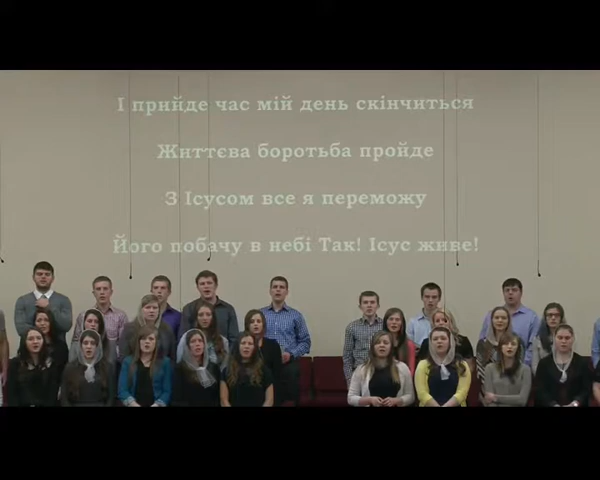 І прийде час мій день скінчиться
Життєва боротьба пройде
З Ісусом все я переможу
Його побачу в небі Так! Ісус живе!